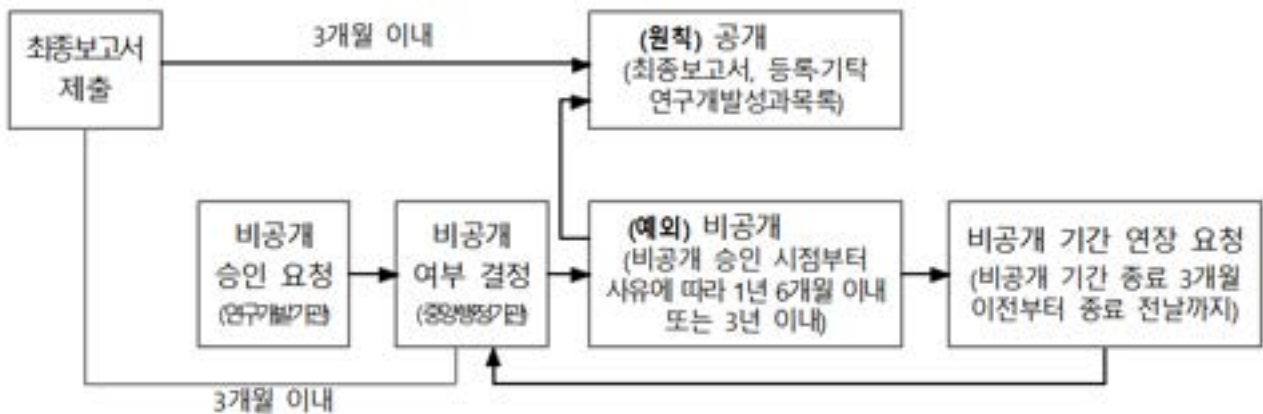 최종보고서
제출
3개월 이내
(원칙) 공개
(최종보고서, 등록·기탁
연구개발성과목록)
비공개
승인 요청
(연구개발기관)
비공개
여부 결정
(중앙행정기관)
(예외) 비공개
(비공개 승인 시점부터
사유에 따라 1년 6개월 이내
또는 3년 이내)
비공개 기간 연장 요청
(비공개 기간 종료 3개월
이전부터 종료 전날까지)
3개월 이내